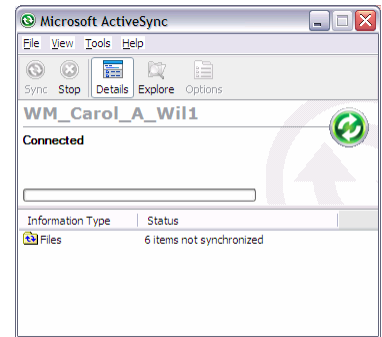 Microsoft ActiveSync
File View Tools Help
Sync Stop Details Explore Options
WM_Carol_A_Wil1
Connected
Information Type Status
Files 6 items not synchronized